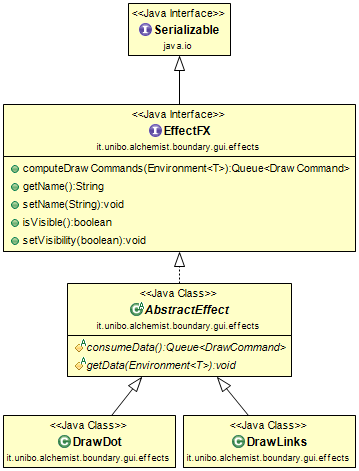 <<Java Interface>>
Serializable
java.io
<<Java Interface>>
EffectFX
it.unibo.alchemist.boundary.gui.effects
computeDraw Commands(Environment<T>):Queue<Draw Command>
getName():String
setName(String):void
isVisible():boolean
setVisibility(boolean):void
<<Java Class>>
AbstractEffect
it.unibo.alchemist.boundary.gui.effects
consumeData():Queue<DrawCommand>
getData(Environment<T>):void
<<Java Class>>
DrawDot
it.unibo.alchemist.boundary.gui.effects
<<Java Class>>
DrawLinks
it.unibo.alchemist.boundary.gui.effects